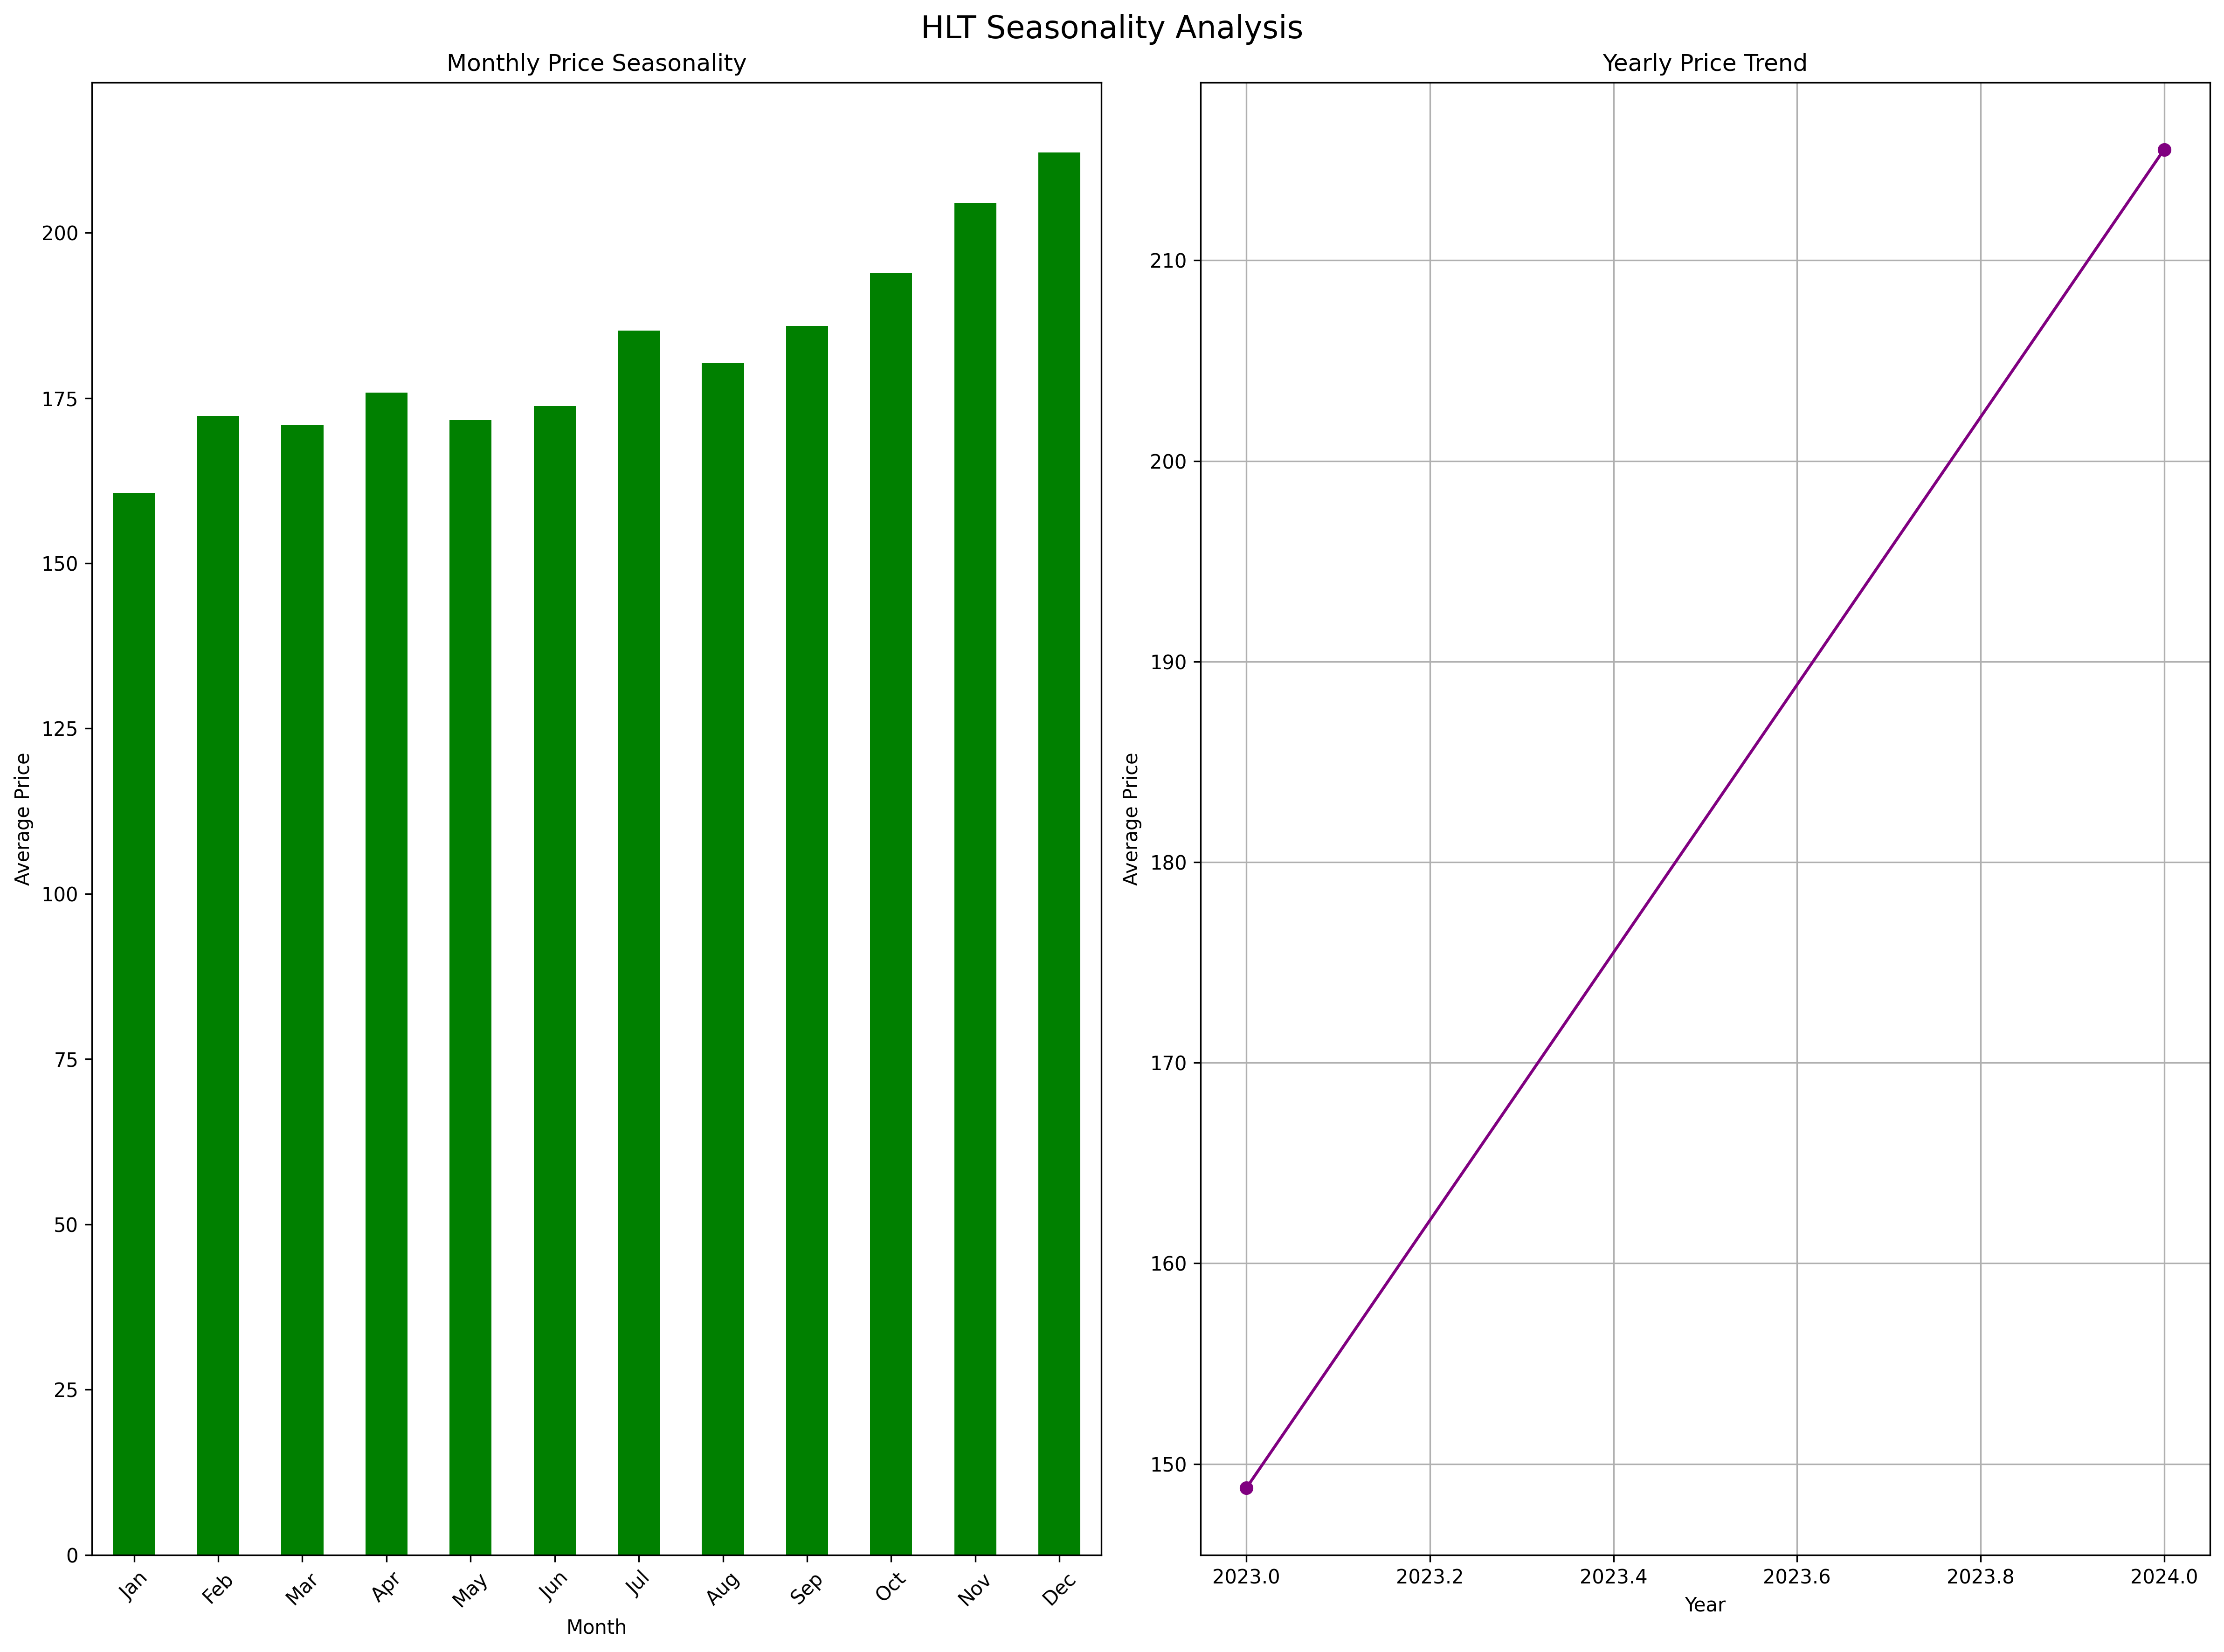 HLT Seasonality Analysis
Monthly Price Seasonality
Average Price
200
175
150
125
100
75
50
25
0
Jan Feb Mar Apr May Jun Jul Aug Sep Oct Nov Dec
Month
Yearly Price Trend
Average Price
210
200
190
180
170
160
150
2023.0 2023.2 2023.4 2023.6 2023.8 2024.0
Year